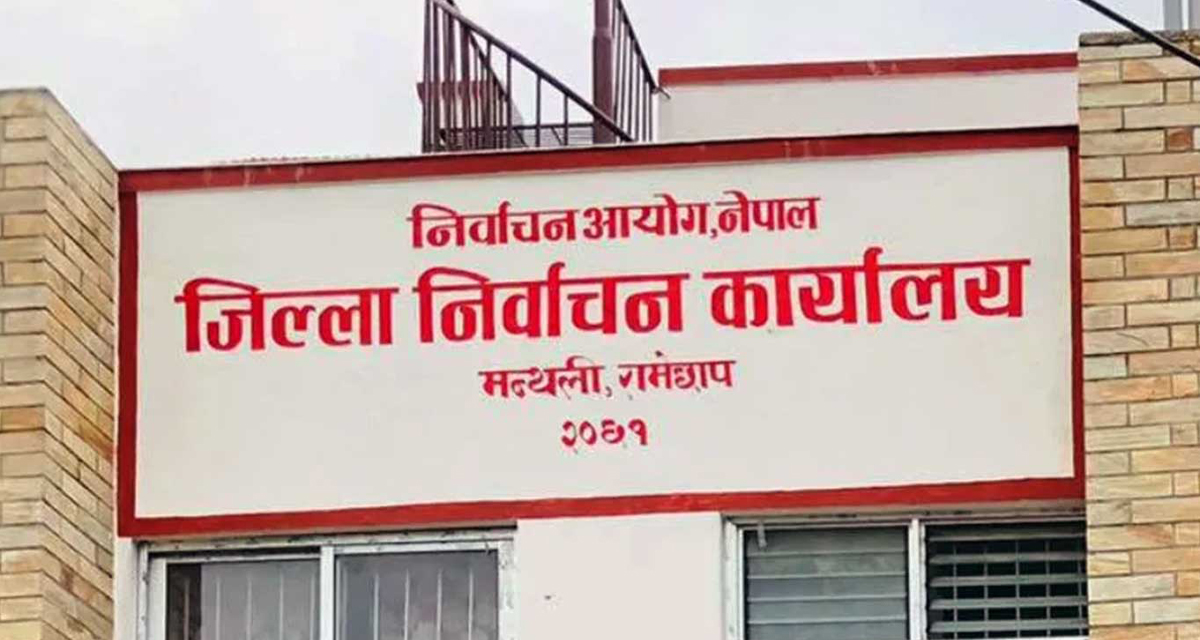 निर्वाचन आयोग,नेपाल
जिल्ला निर्वाचन कार्यालय
मन्थली, रामेछाप
२०७१